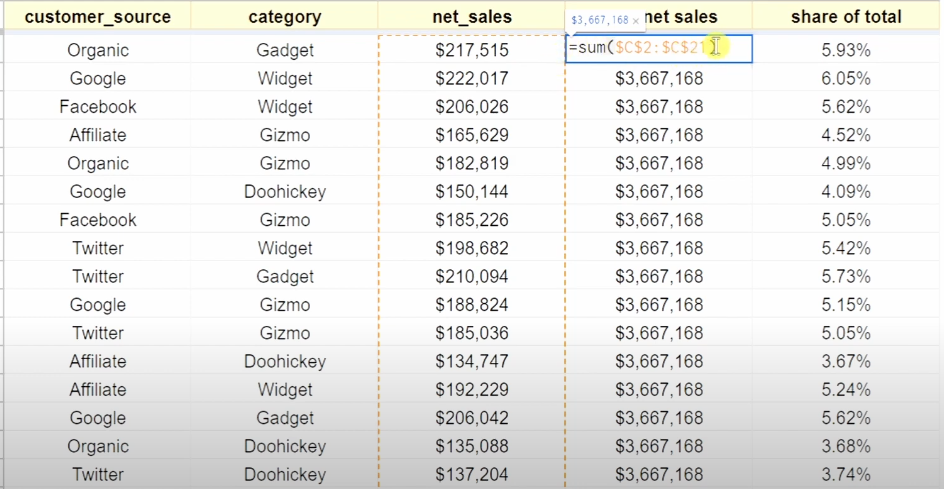 customer_source category net_sales net sales share of total
$3,667,168 ×
Organic Gadget $217,515 =sum($C$2:$C$21 5.93%
Google Widget $222,017 $3,667,168 6.05%
Facebook Widget $206,026 $3,667,168 5.62%
Affiliate Gizmo $165,629 $3,667,168 4.52%
Organic Gizmo $182,819 $3,667,168 4.99%
Google Doohickey $150,144 $3,667,168 4.09%
Facebook Gizmo $185,226 $3,667,168 5.05%
Twitter Widget $198,682 $3,667,168 5.42%
Twitter Gadget $210,094 $3,667,168 5.73%
Google Gizmo $188,824 $3,667,168 5.15%
Twitter Gizmo $185,036 $3,667,168 5.05%
Affiliate Doohickey $134,747 $3,667,168 3.67%
Affiliate Widget $192,229 $3,667,168 5.24%
Google Gadget $206,042 $3,667,168 5.62%
Organic Doohickey $135,088 $3,667,168 3.68%
Twitter Doohickey $137,204 $3,667,168 3.74%